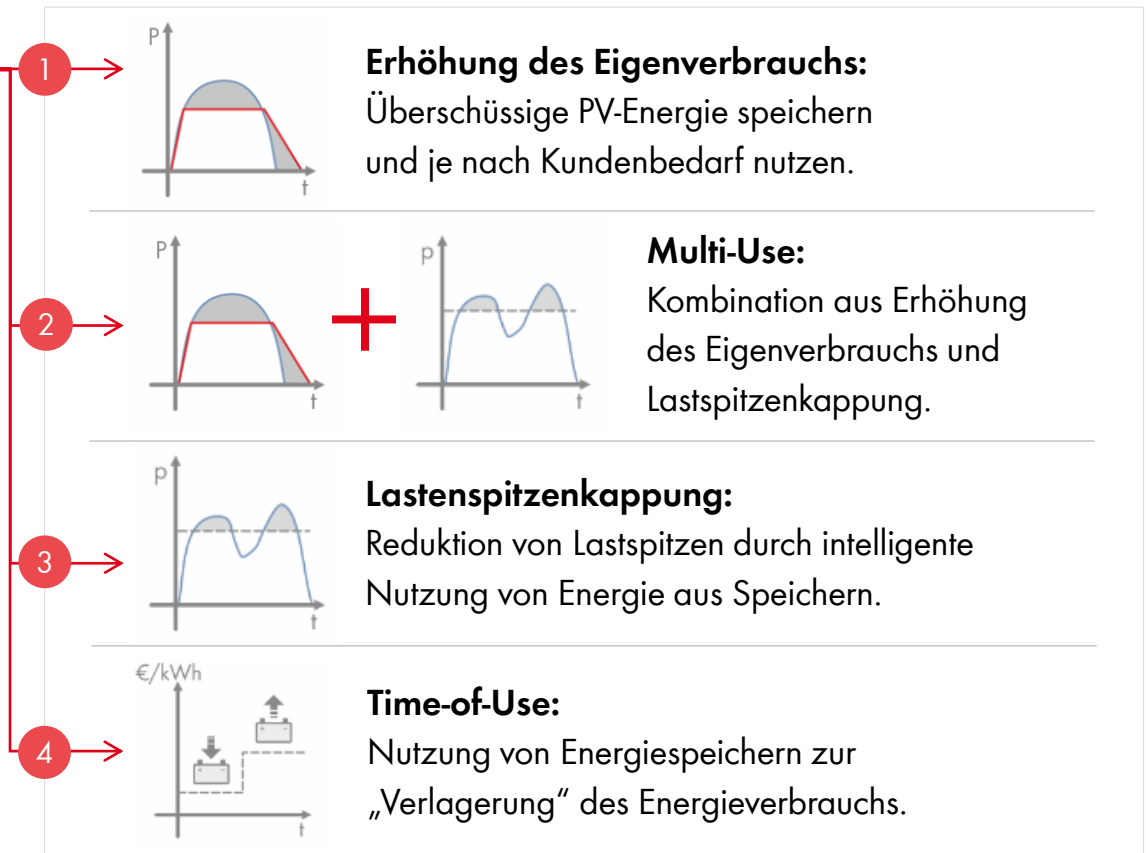 1
P
t
Erhöhung des Eigenverbrauchs:
Überschüssige PV-Energie speichern
und je nach Kundenbedarf nutzen.
2
P
t
+
p
t
Multi-Use:
Kombination aus Erhöhung
des Eigenverbrauchs und
Lastspitzenkappung.
3
p
t
Lastenspitzenkappung:
Reduktion von Lastspitzen durch intelligente
Nutzung von Energie aus Speichern.
4
€/kWh
t
Time-of-Use:
Nutzung von Energiespeichern zur
„Verlagerung“ des Energieverbrauchs.